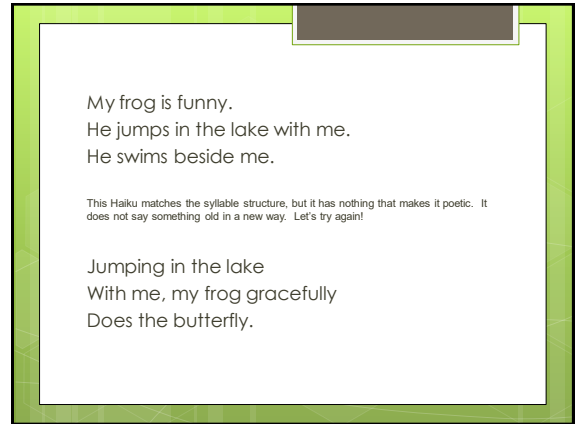 My frog is funny.
He jumps in the lake with me.
He swims beside me.
This Haiku matches the syllable structure, but it has nothing that makes it poetic.  It
does not say something old in a new way.  Let's try again!
Jumping in the lake
With me, my frog gracefully
Does the butterfly.